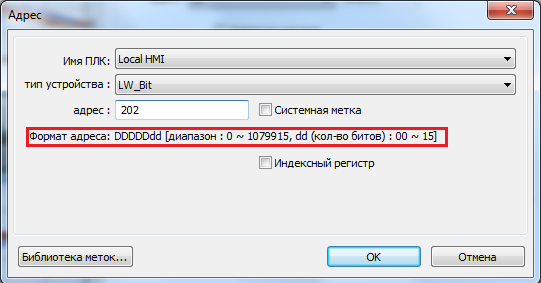 Адрес
Имя ПЛК: Local HMI
тип устройства : LW_Bit
адрес : 202 Системная метка
Формат адреса: DDDDDdd [диапазон : 0 ~ 1079915, dd (кол-во битов) : 00 ~ 15]
Индексный регистр
Библиотека меток... OK Отмена